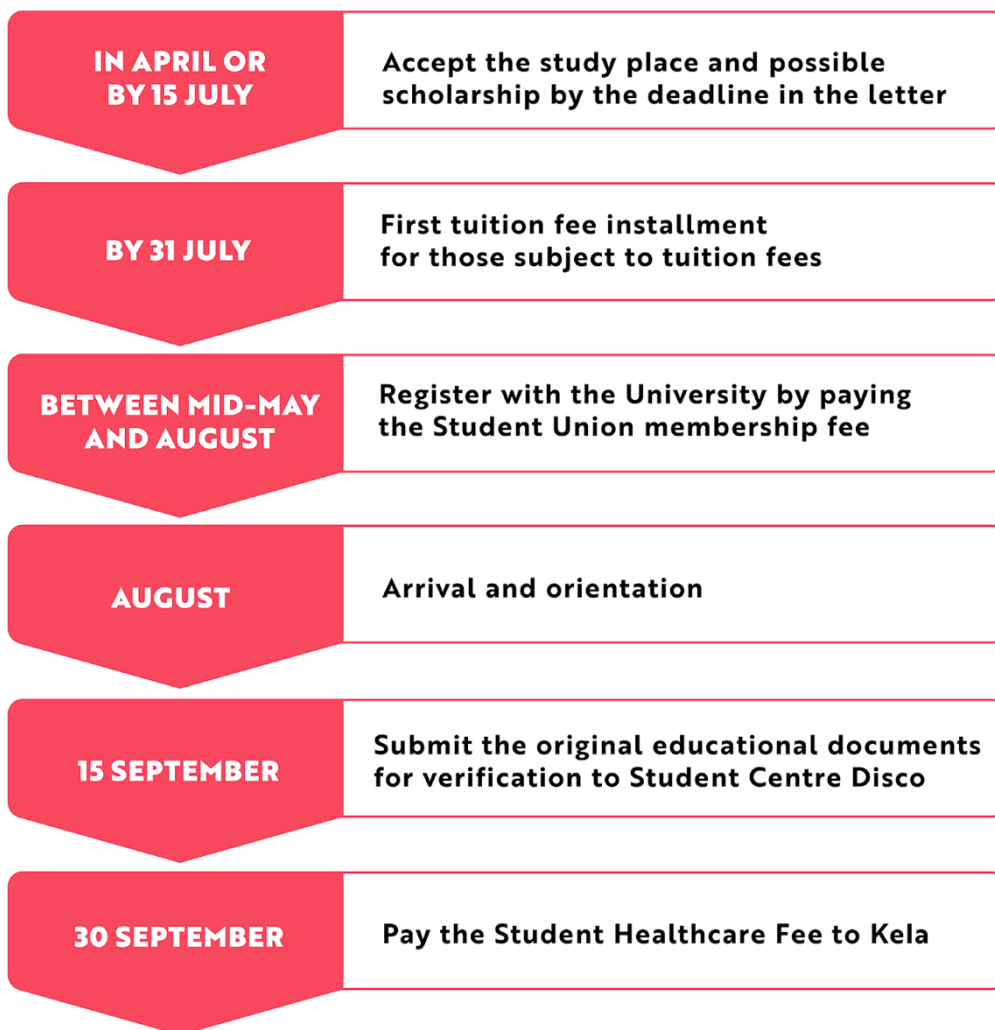 IN APRIL OR
BY 15 JULY
Accept the study place and possible
scholarship by the deadline in the letter
BY 31 JULY
First tuition fee installment
for those subject to tuition fees
BETWEEN MID-MAY
AND AUGUST
Register with the University by paying
the Student Union membership fee
AUGUST
Arrival and orientation
15 SEPTEMBER
Submit the original educational documents
for verification to Student Centre Disco
30 SEPTEMBER
Pay the Student Healthcare Fee to Kela